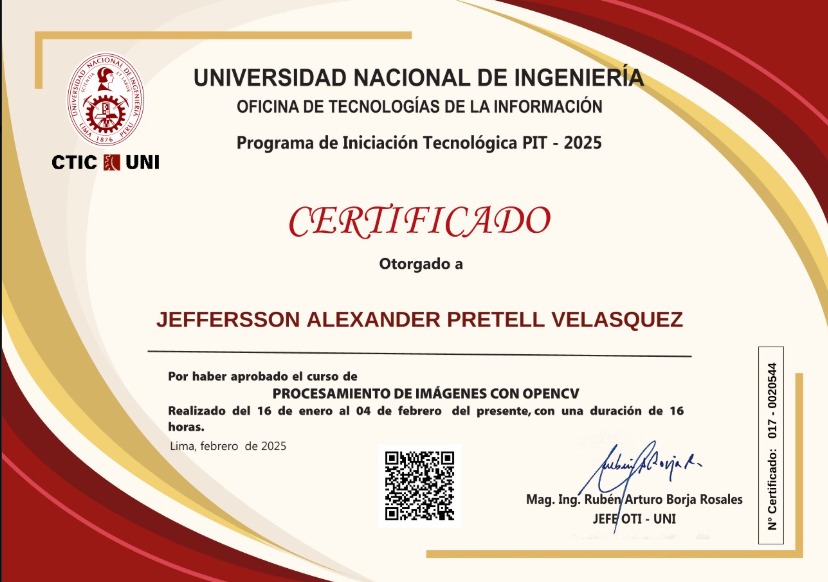 UNIVERSIDAD NACIONAL DE INGENIERÍA
OFICINA DE TECNOLOGÍAS DE LA INFORMACIÓN
Programa de Iniciación Tecnológica PIT - 2025
UNIVERSIDAD NACIONAL DE INGENIERIA
LIMA 1876 PERU
CTIC UNI
CERTIFICADO
Otorgado a
JEFFERSSON ALEXANDER PRETELL VELASQUEZ
Por haber aprobado el curso de
PROCESAMIENTO DE IMÁGENES CON OPENCV
Realizado del 16 de enero al 04 de febrero del presente, con una duración de 16
horas.
Lima, febrero de 2025
Mag. Ing. Rubén Arturo Borja Rosales
JEFE OTI - UNI
N° Certificado: 017 - 0020544